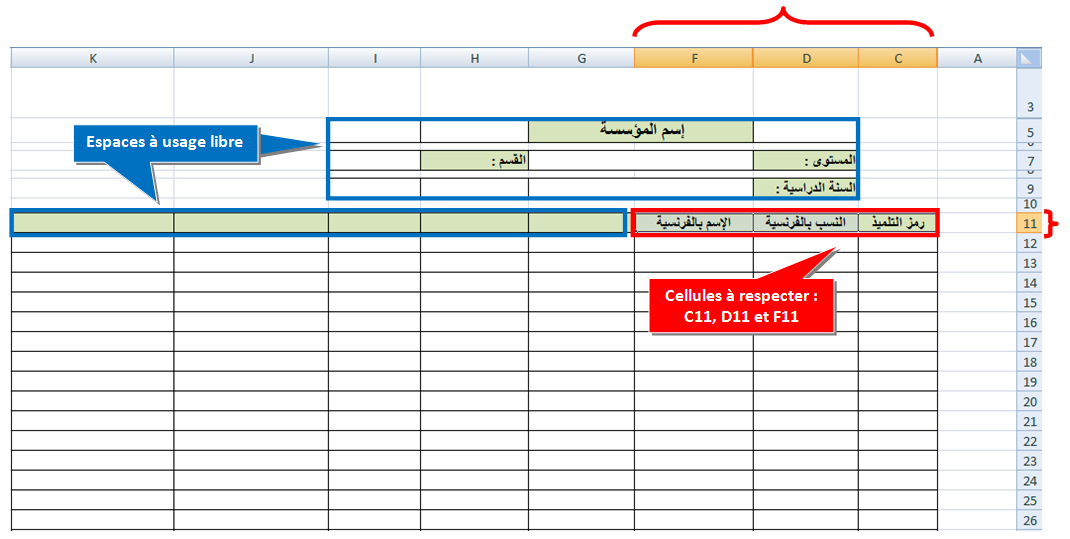 K J I H G F D C A
3
إسم المؤسسة
5
6
Espaces à usage libre
المستوى :
القسم :
7
8
السنة الدراسية :
9
10
رمز التلميذ
النسب بالفرنسية
الإسم بالفرنسية
11
12
13
Cellules à respecter :
C11, D11 et F11
14
15
16
17
18
19
20
21
22
23
24
25
26